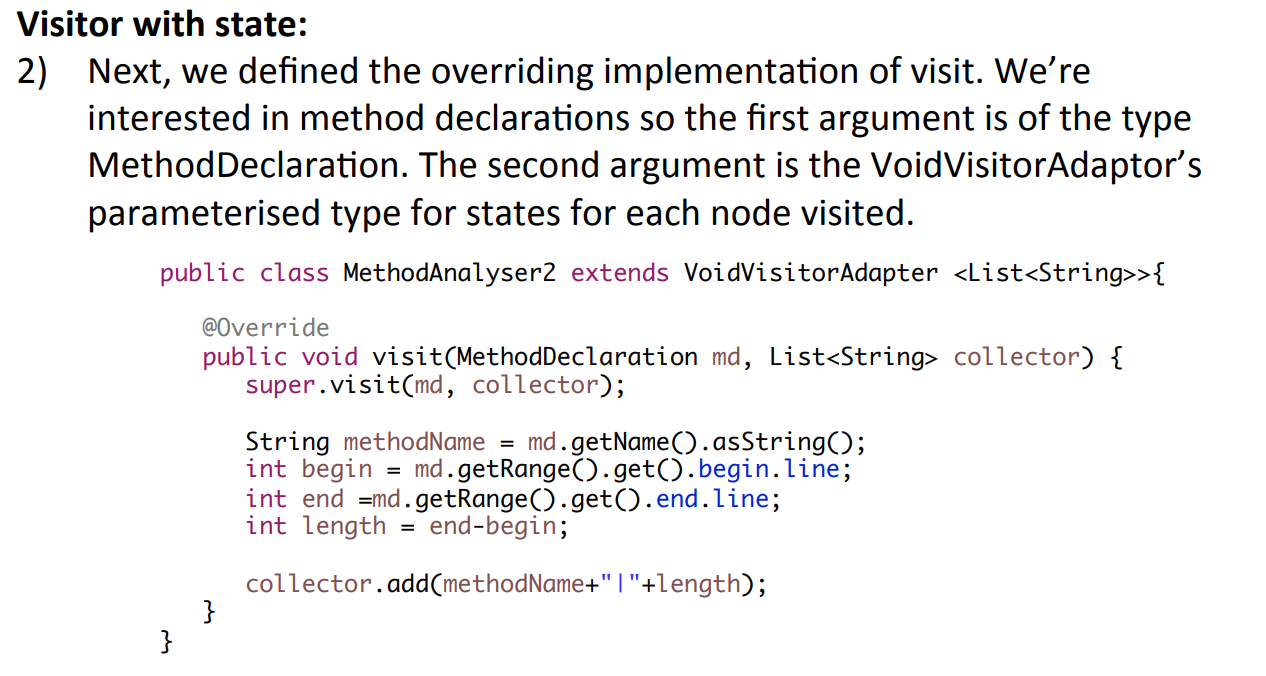 Visitor with state:
2) Next, we defined the overriding implementation of visit. We're
interested in method declarations so the first argument is of the type
MethodDeclaration. The second argument is the VoidVisitorAdaptor's
parameterised type for states for each node visited.
public class MethodAnalyser2 extends VoidVisitorAdapter <List<String>>{
@Override
public void visit(MethodDeclaration md, List<String> collector) {
super.visit(md, collector);
String methodName = md.getName().asString();
int begin = md.getRange().get().begin.line;
int end =md.getRange().get().end.line;
int length = end-begin;
collector.add(methodName+"|"+length);
}
}